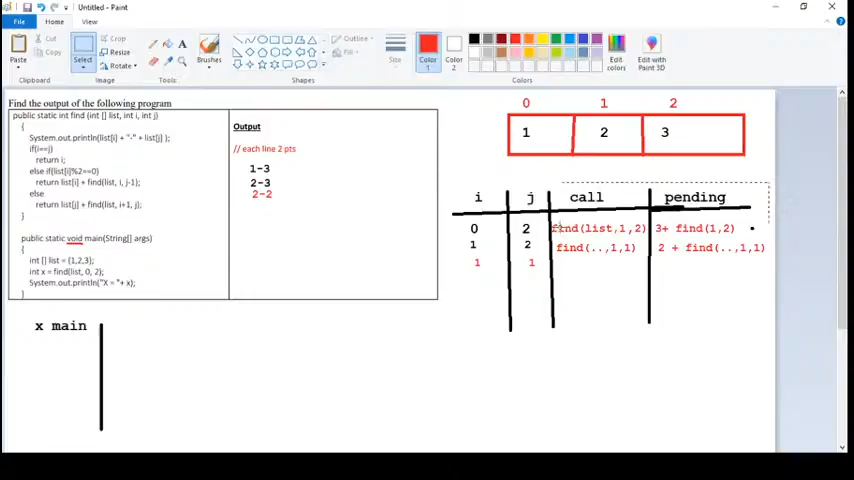 Untitled - Paint
File Home View
Paste
Cut
Copy
Clipboard
Select
Crop
Resize
Rotate
Image
Tools
Brushes
Outline
Fill
Shapes
Size
Color 1
Color 2
Colors
Edit colors
Edit with Paint 3D
Find the output of the following program
public static int find (int [] list, int i, int j)
{
System.out.println(list[i] + "-" + list[j] );
if(i==j)
return i;
else if(list[i]%2==0)
return list[i] + find(list, i, j-1);
else
return list[j] + find(list, i+1, j);
}
public static void main(String[] args)
{
int [] list = {1,2,3};
int x = find(list, 0, 2);
System.out.println("X = "+ x);
}
Output
// each line 2 pts
1-3
2-3
2-2
0 1 2
1 2 3
i j call pending
0 2 find(list,1,2) 3+ find(1,2)
1 2 find(..,1,1) 2 + find(..,1,1)
1 1
x main